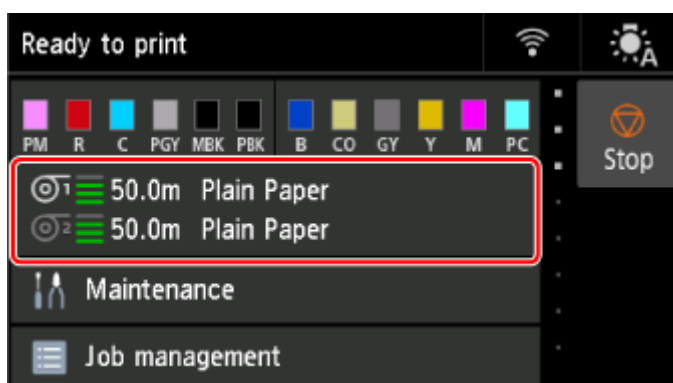 Ready to print
A
PM R C PGY MBK PBK B CO GY Y M PC
Stop
1 50.0m Plain Paper
2 50.0m Plain Paper
Maintenance
Job management